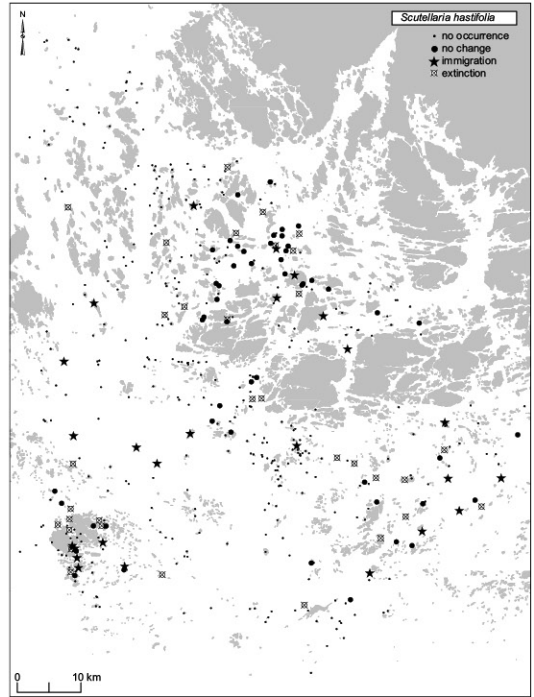 N
Scutellaria hastifolia
no occurrence
no change
immigration
extinction
0 10 km